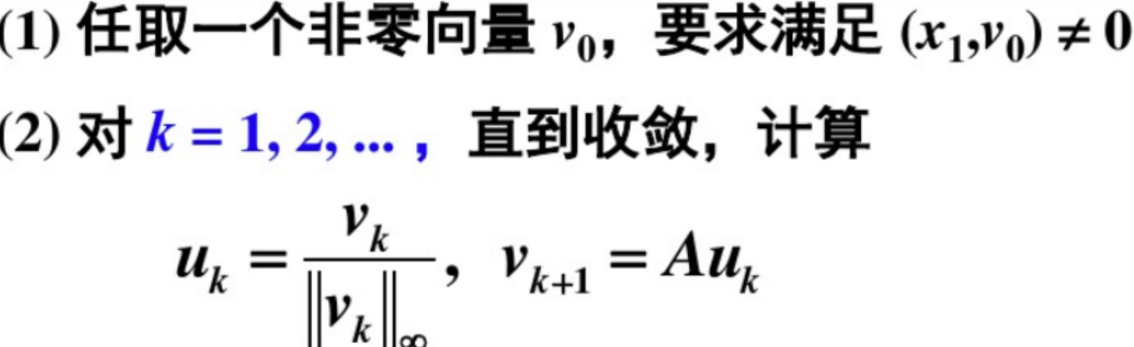 (1) 任取一个非零向量 v₀，要求满足 (x₁,v₀) ≠ 0
(2) 对 k = 1, 2, ... ，直到收敛，计算
uₖ = vₖ / ‖vₖ‖∞ ，vₖ₊₁ = Auₖ